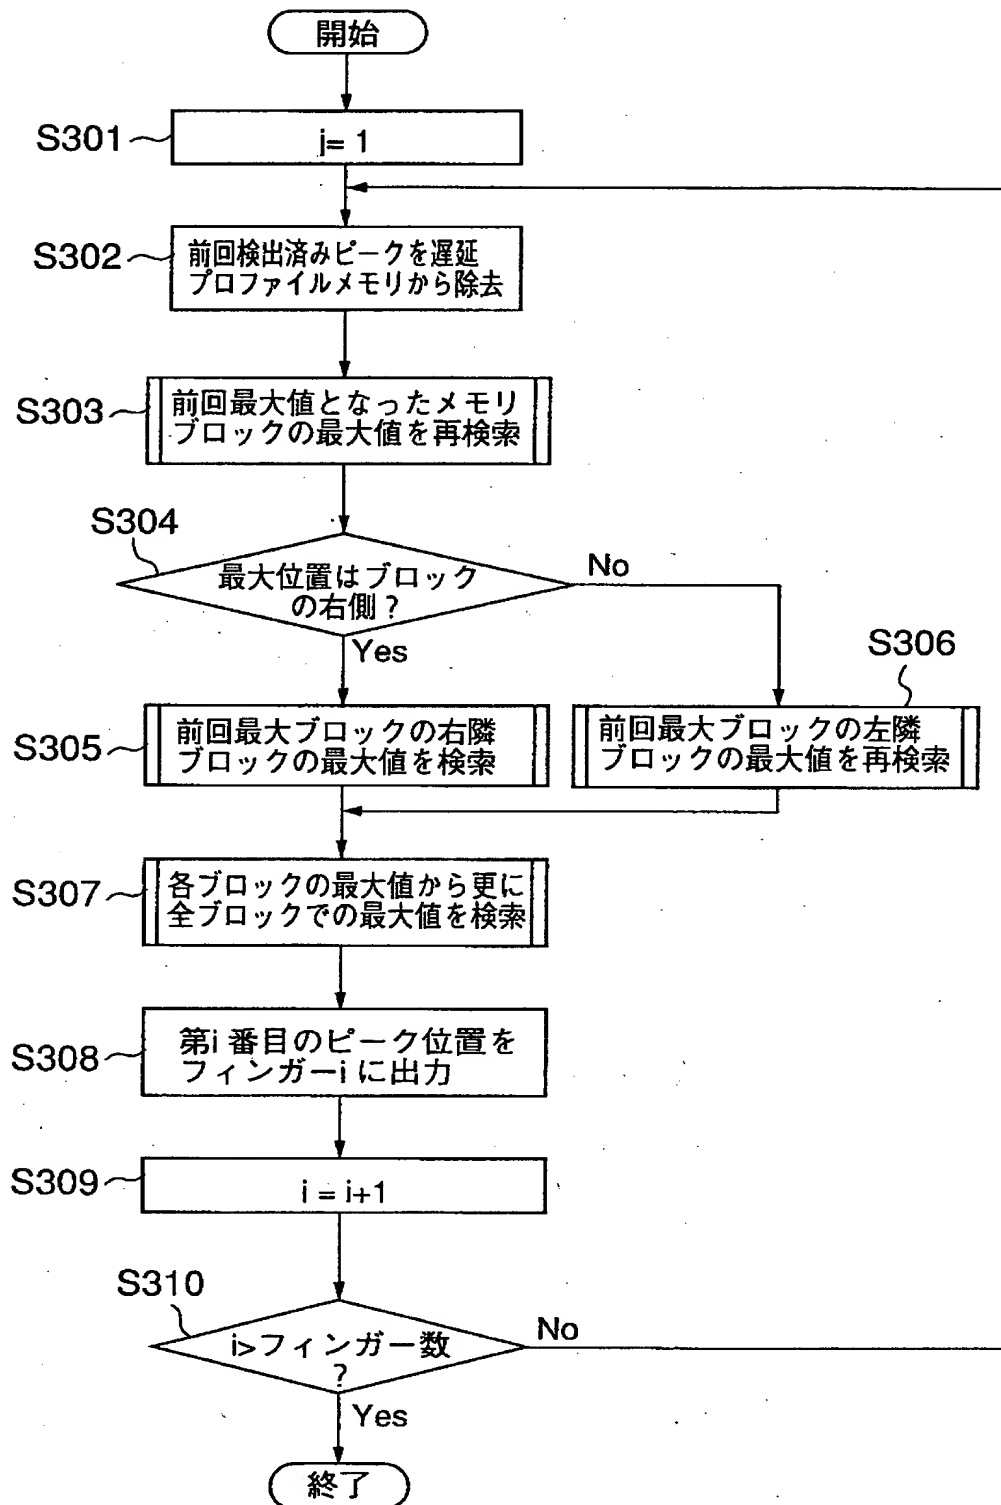 開始
S301
i= 1
S302
前回検出済みピークを遅延
プロファイルメモリから除去
S303
前回最大値となったメモリ
ブロックの最大値を再検索
S304
最大位置はブロック
の右側?
No
Yes
S306
S305
前回最大ブロックの右隣
ブロックの最大値を検索
前回最大ブロックの左隣
ブロックの最大値を再検索
S307
各ブロックの最大値から更に
全ブロックでの最大値を検索
S308
第i番目のピーク位置を
フィンガーiに出力
S309
i = i+1
S310
i>フィンガー数
?
No
Yes
終了